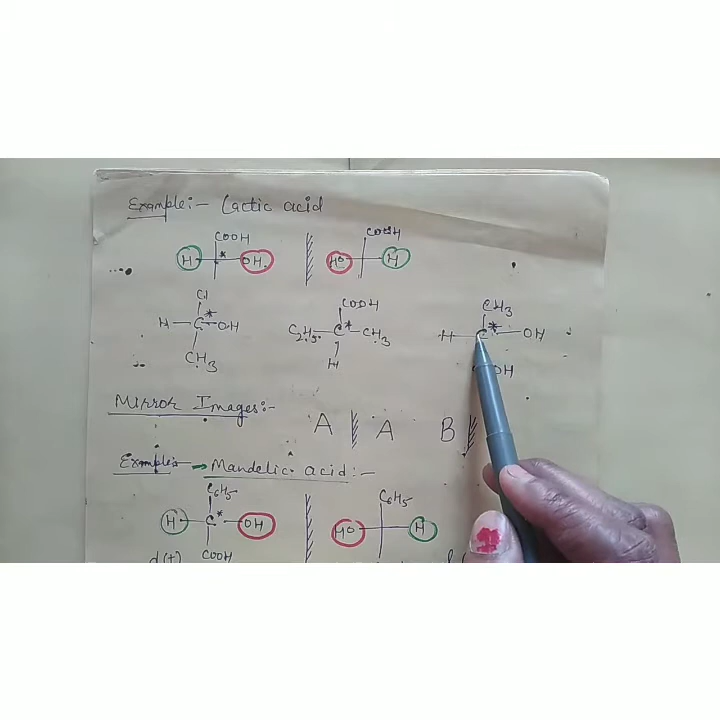 Example:- Lactic acid
COOH COOH
H * OH. HO H
Cl COOH CH3
H C* OH C2H5 C* CH3 H C* OH
CH3 H OH
Mirror Images:-
A A B
Example:- Mandelic acid:-
C6H5 C6H5
H C* OH HO H
COOH
d(+)